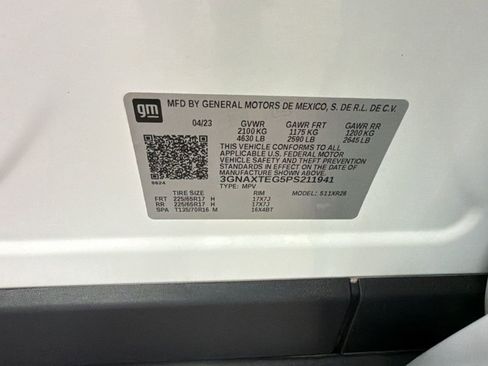 gm
MFD BY GENERAL MOTORS DE MEXICO, S. DE R.L. DE C.V.
04/23 GVWR GAWR FRT GAWR RR
2100 KG 1175 KG 1200 KG
4630 LB 2590 LB 2645 LB
THIS VEHICLE CONFORMS TO ALL
APPLICABLE U.S. FEDERAL MOTOR
VEHICLE SAFETY AND THEFT PREVENTION
STANDARDS IN EFFECT ON THE DATE OF
MANUFACTURE SHOWN ABOVE.
3GNAXTEG5PS211941
9824 TYPE: MPV
TIRE SIZE RIM MODEL: 511XR26
FRT 225/65R17 H 17X7J
RR 225/65R17 H 17X7J
SPA T135/70R16 M 16X4BT